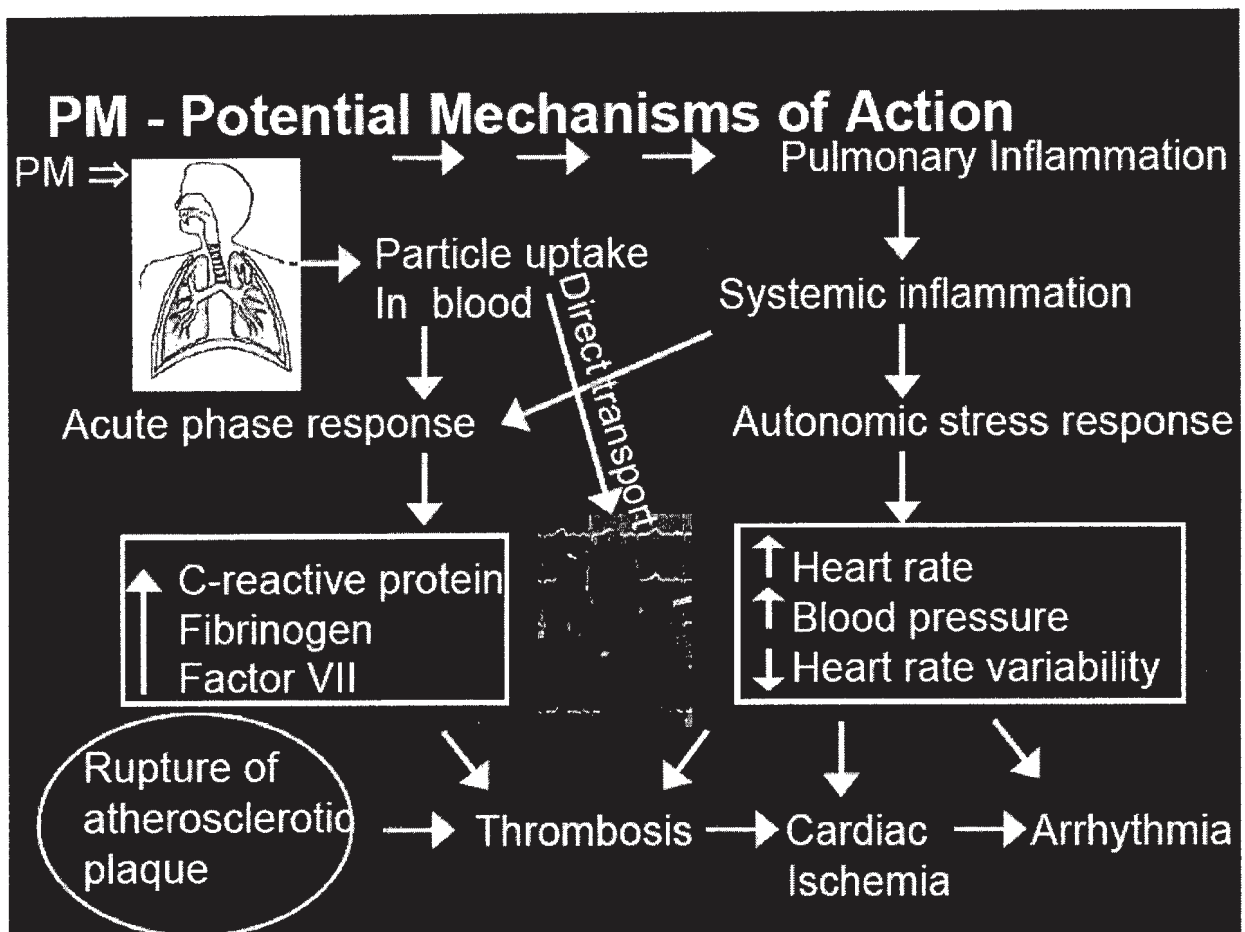 PM - Potential Mechanisms of Action
PM ⇒
Pulmonary Inflammation
Particle uptake
In blood
Direct transport
Systemic inflammation
Acute phase response
Autonomic stress response
↑ C-reactive protein
Fibrinogen
Factor VII
↑ Heart rate
↑ Blood pressure
↓ Heart rate variability
Rupture of
atherosclerotic
plaque
Thrombosis
Cardiac
Ischemia
Arrhythmia